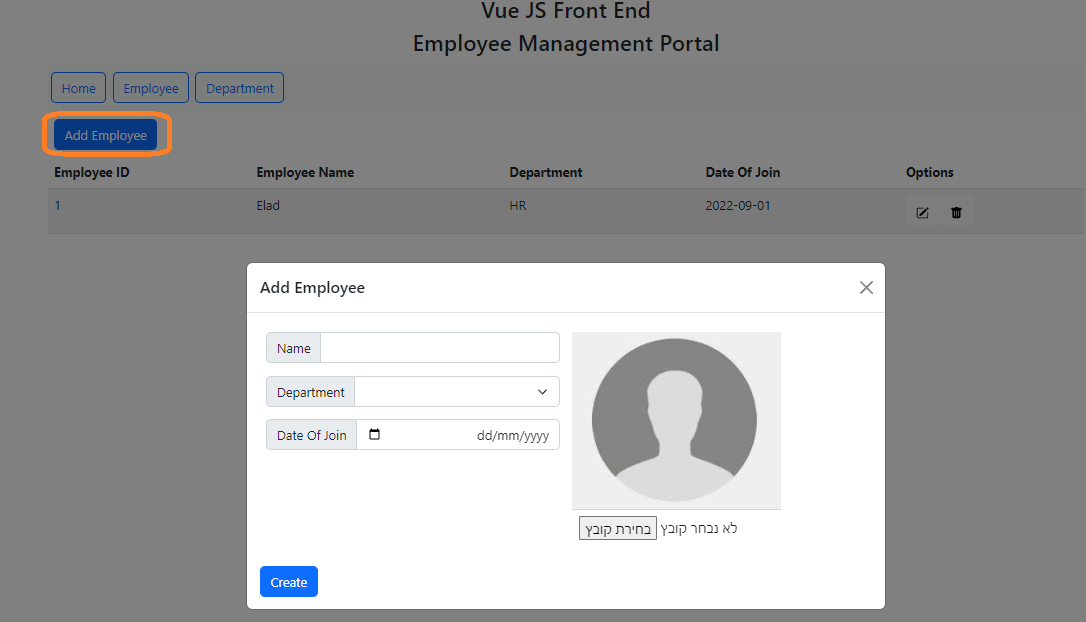 Vue JS Front End
Employee Management Portal
Home Employee Department
Add Employee
Employee ID Employee Name Department Date Of Join Options
1 Elad HR 2022-09-01
Add Employee
Name
Department
Date Of Join dd/mm/yyyy
בחירת קובץ לא נבחר קובץ
Create